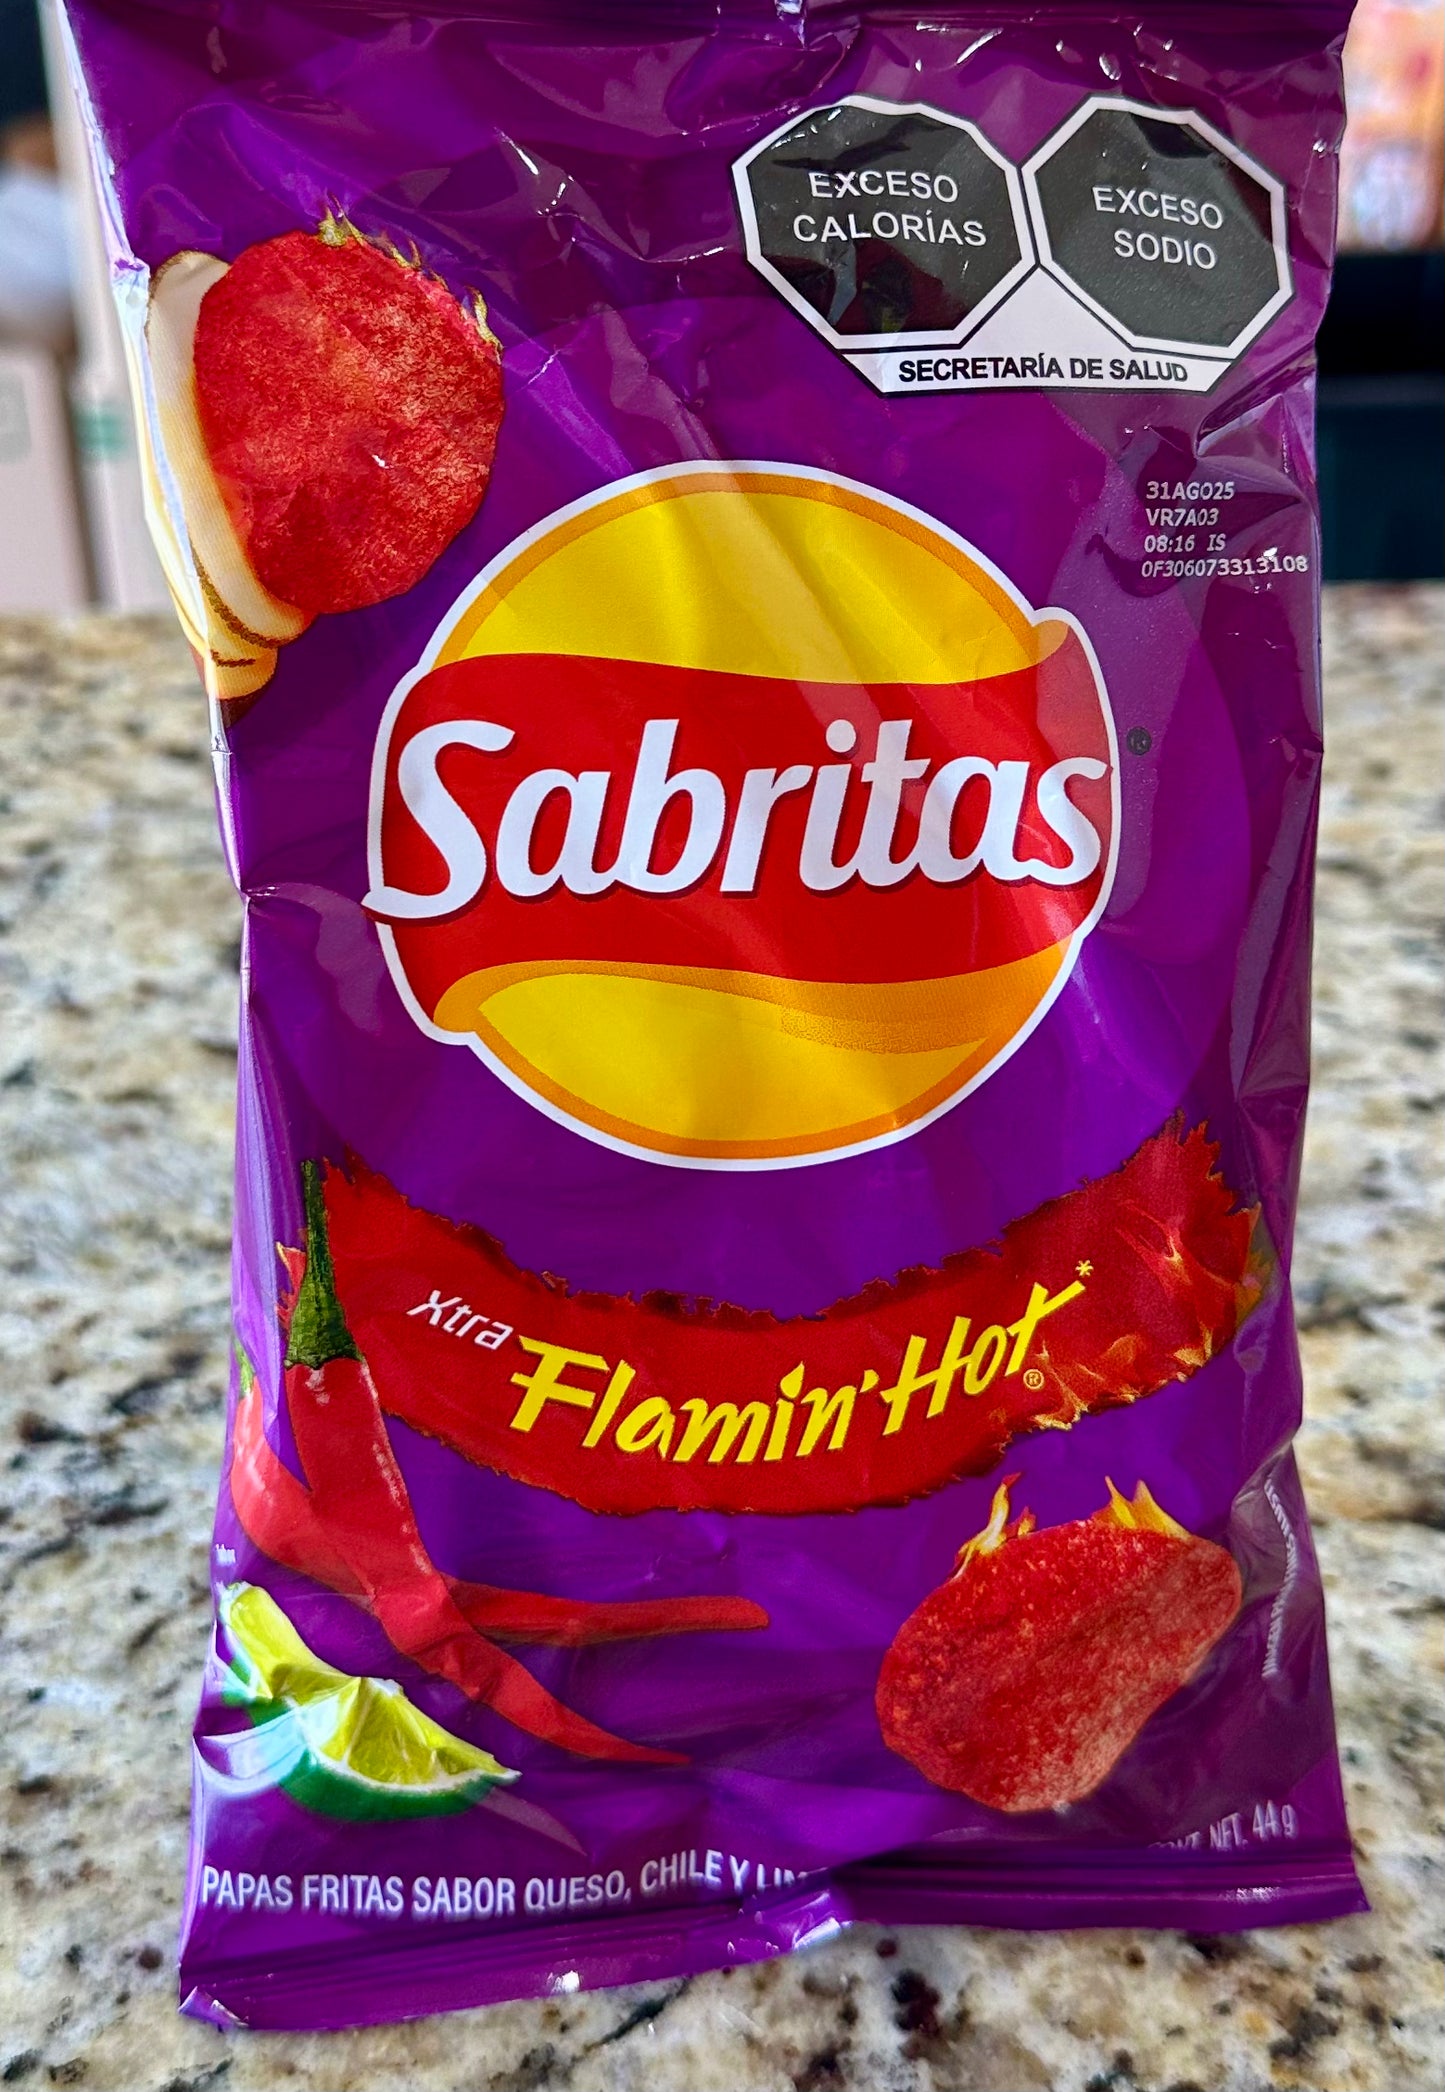 EXCESO
CALORÍAS
EXCESO
SODIO
SECRETARÍA DE SALUD
31AGO25
VR7A03
08:16 IS
0F306073313108
Sabritas®
Xtra Flamin' Hot®*
PAPAS FRITAS SABOR QUESO, CHILE Y
NET. 44 g